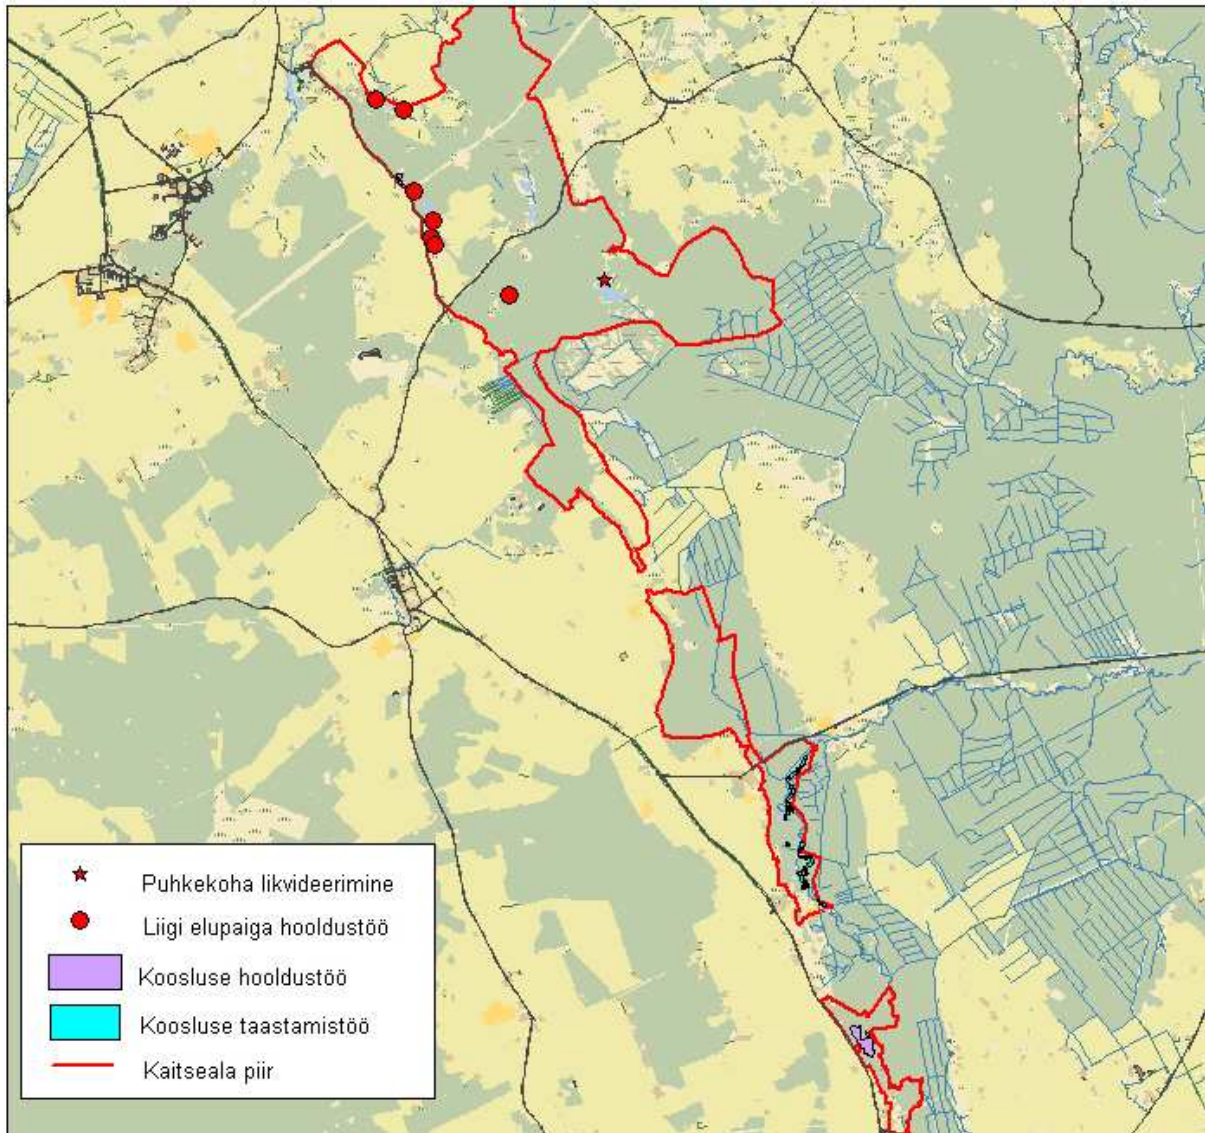 Puhkekoha likvideerimine
Liigi elupaiga hooldustöö
Koosluse hooldustöö
Koosluse taastamistöö
Kaitseala piir